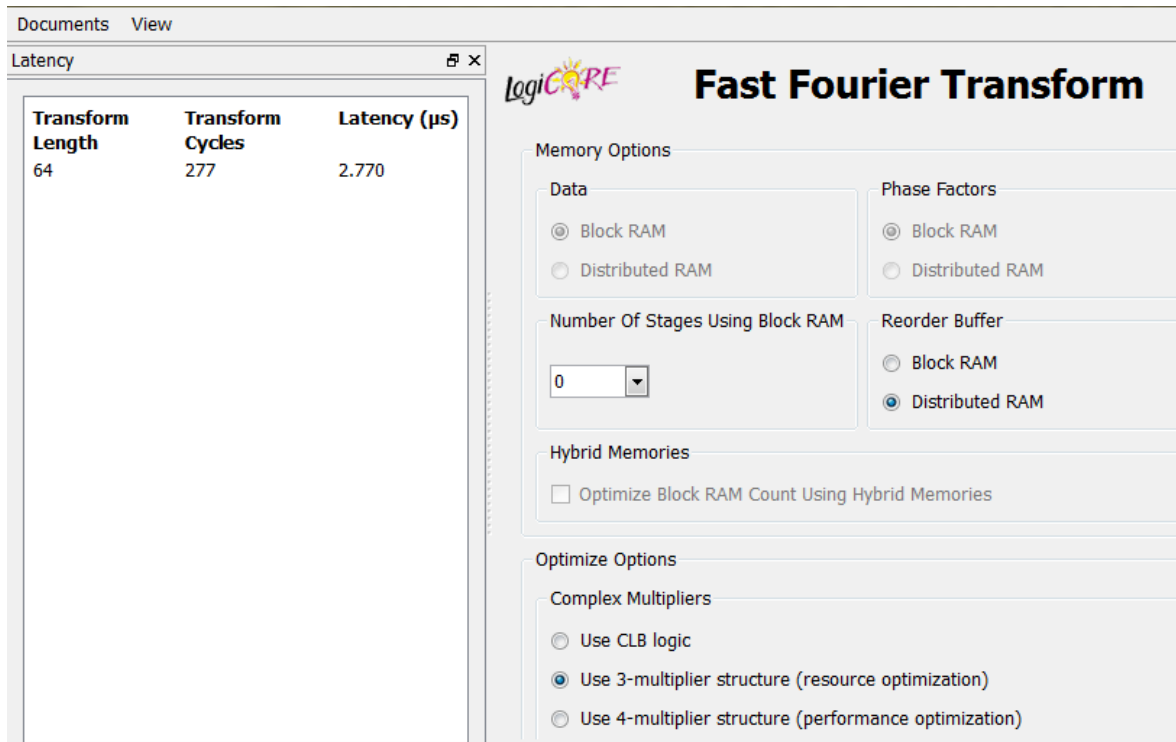 Documents View
Latency
Transform Length Transform Cycles Latency (µs)
64 277 2.770
LogiCORE
Fast Fourier Transform
Memory Options
Data
Block RAM
Distributed RAM
Phase Factors
Block RAM
Distributed RAM
Number Of Stages Using Block RAM
0
Reorder Buffer
Block RAM
Distributed RAM
Hybrid Memories
Optimize Block RAM Count Using Hybrid Memories
Optimize Options
Complex Multipliers
Use CLB logic
Use 3-multiplier structure (resource optimization)
Use 4-multiplier structure (performance optimization)